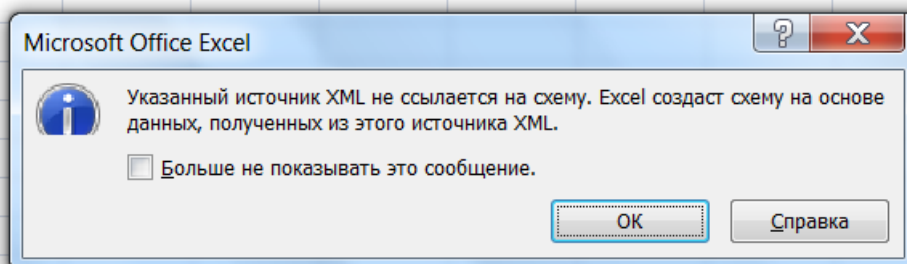 Microsoft Office Excel
Указанный источник XML не ссылается на схему. Excel создаст схему на основе
данных, полученных из этого источника XML.
Больше не показывать это сообщение.
ОК
Справка